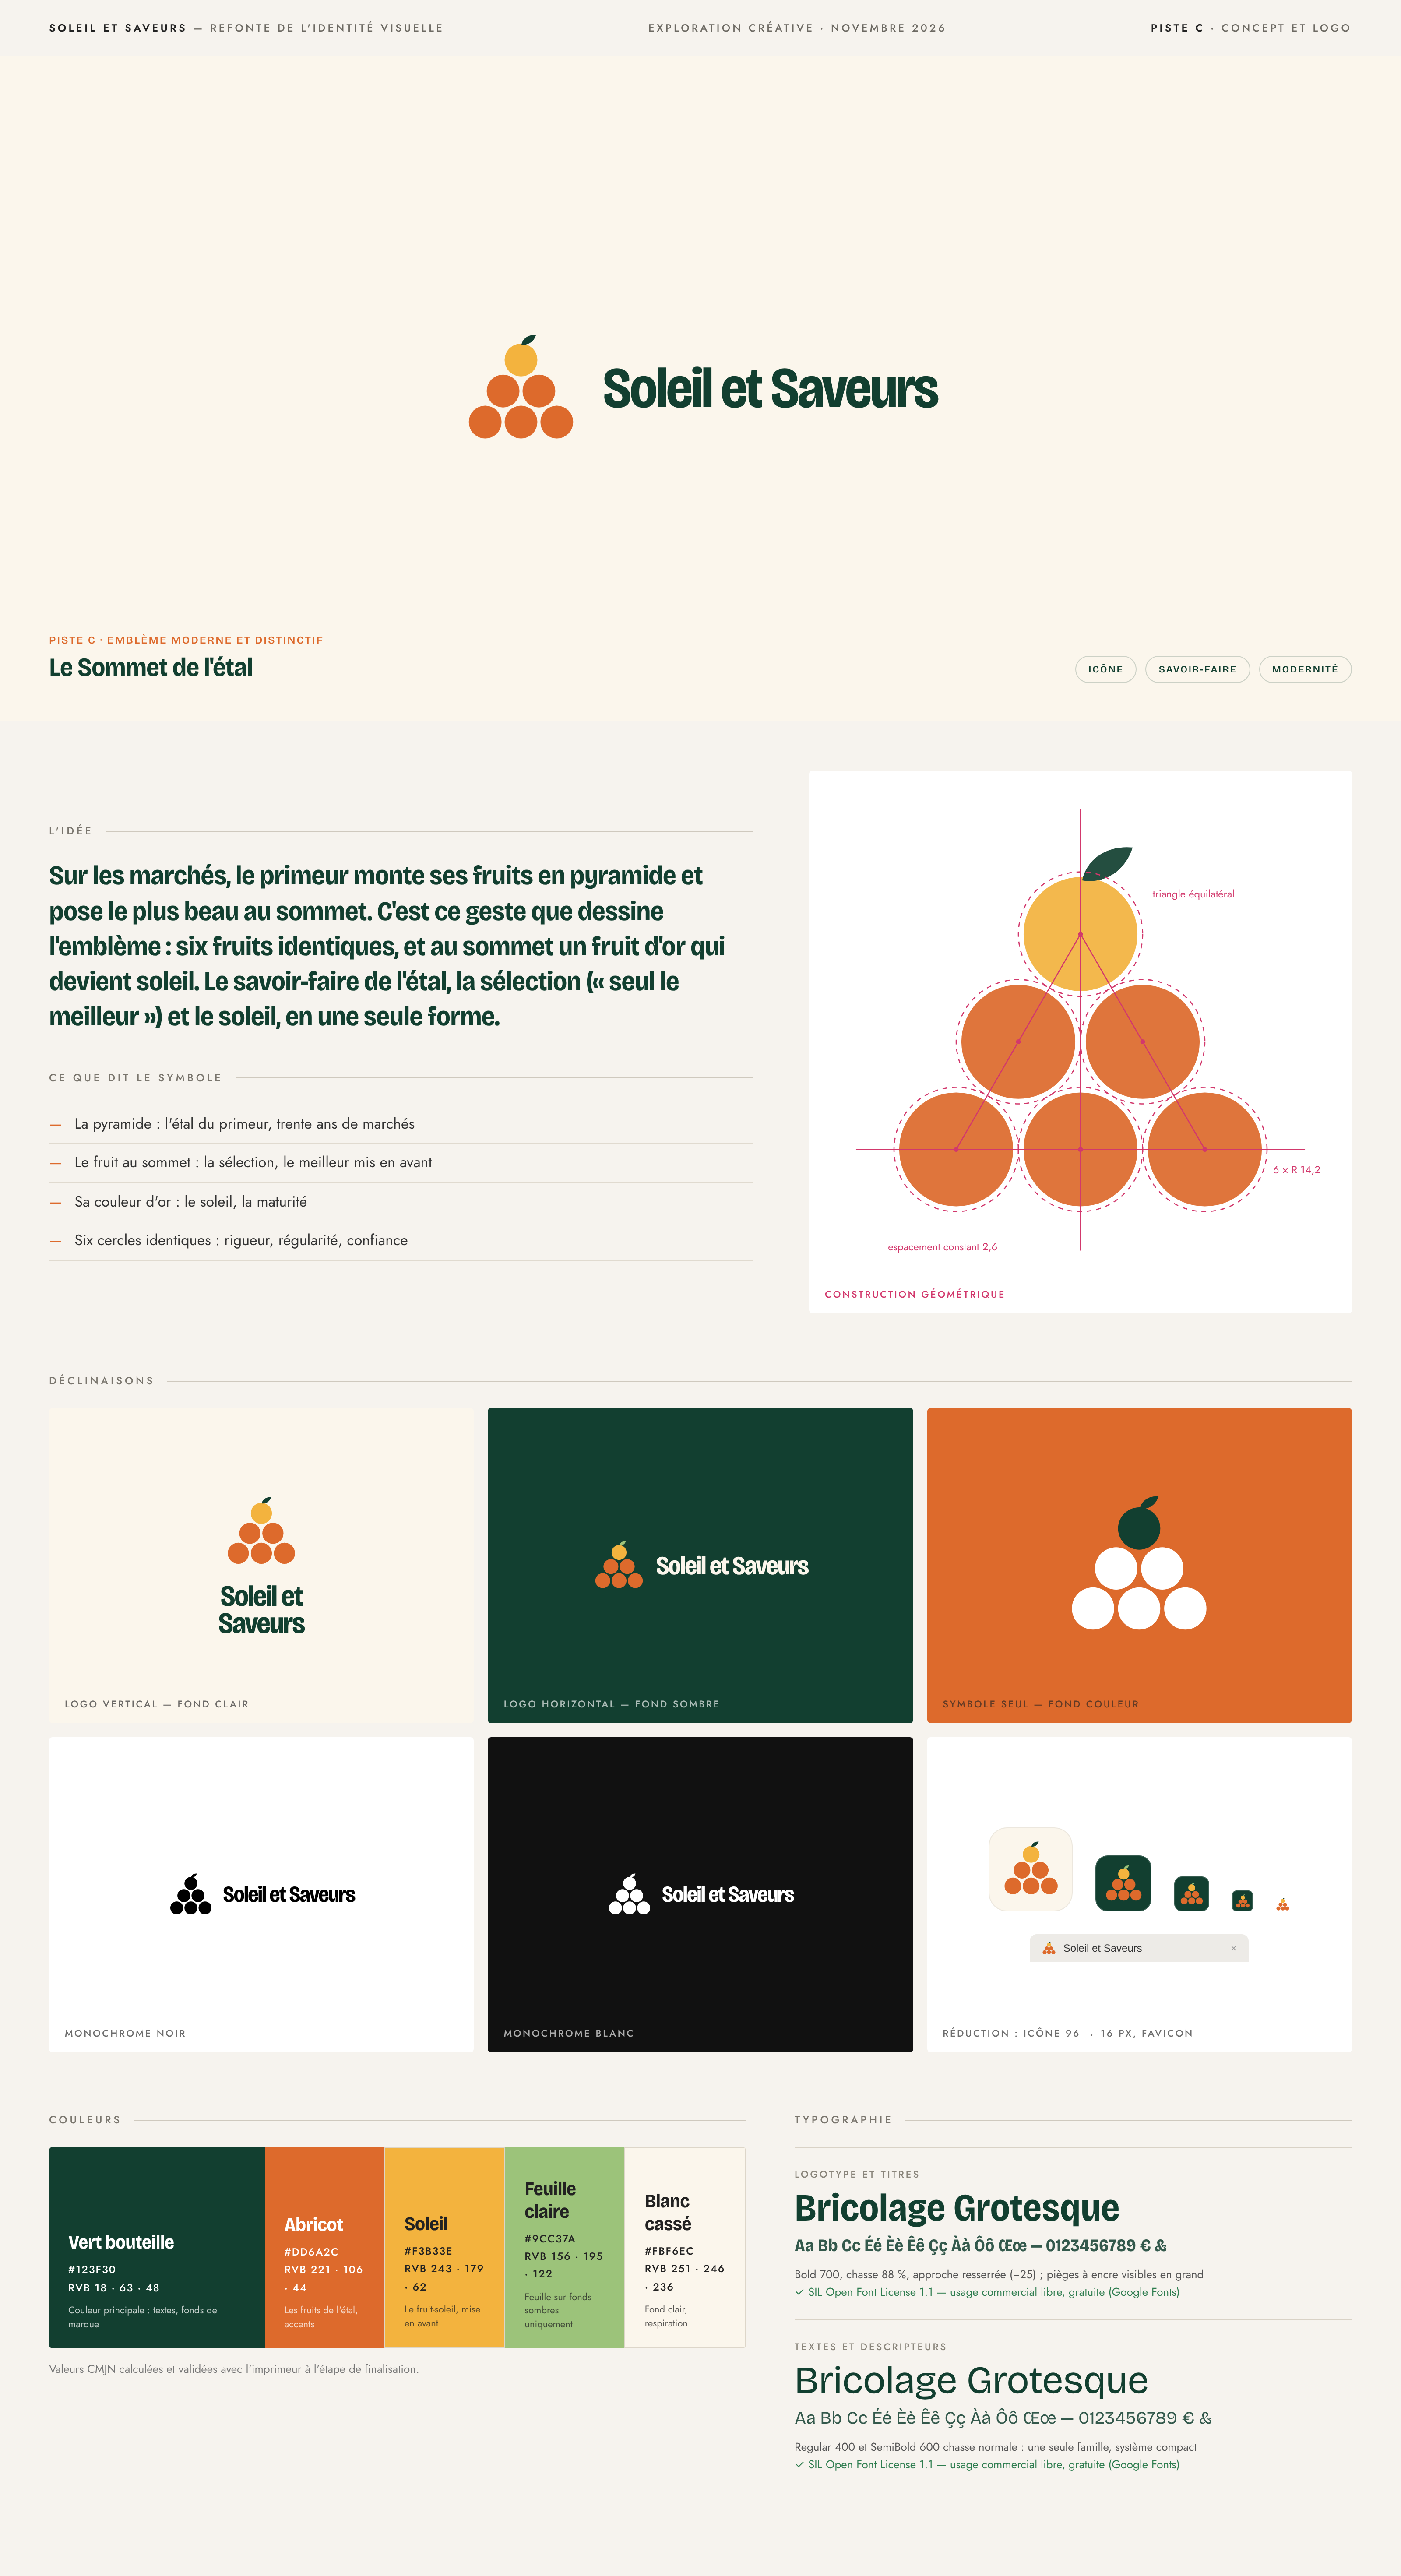 SOLEIL ET SAVEURS — REFONTE DE L'IDENTITÉ VISUELLE
EXPLORATION CRÉATIVE · NOVEMBRE 2026
PISTE C · CONCEPT ET LOGO
Soleil et Saveurs
PISTE C · EMBLÈME MODERNE ET DISTINCTIF
Le Sommet de l'étal
ICÔNE
SAVOIR-FAIRE
MODERNITÉ
L'IDÉE
Sur les marchés, le primeur monte ses fruits en pyramide et
pose le plus beau au sommet. C'est ce geste que dessine
l'emblème : six fruits identiques, et au sommet un fruit d'or qui
devient soleil. Le savoir-faire de l'étal, la sélection (« seul le
meilleur ») et le soleil, en une seule forme.
CE QUE DIT LE SYMBOLE
— La pyramide : l'étal du primeur, trente ans de marchés
— Le fruit au sommet : la sélection, le meilleur mis en avant
— Sa couleur d'or : le soleil, la maturité
— Six cercles identiques : rigueur, régularité, confiance
triangle équilatéral
6 × R 14,2
espacement constant 2,6
CONSTRUCTION GÉOMÉTRIQUE
DÉCLINAISONS
Soleil et
Saveurs
LOGO VERTICAL — FOND CLAIR
Soleil et Saveurs
LOGO HORIZONTAL — FOND SOMBRE
SYMBOLE SEUL — FOND COULEUR
Soleil et Saveurs
MONOCHROME NOIR
Soleil et Saveurs
MONOCHROME BLANC
Soleil et Saveurs ×
RÉDUCTION : ICÔNE 96 → 16 PX, FAVICON
COULEURS
Vert bouteille
#123F30
RVB 18 · 63 · 48
Couleur principale : textes, fonds de
marque
Abricot
#DD6A2C
RVB 221 · 106
· 44
Les fruits de l'étal,
accents
Soleil
#F3B33E
RVB 243 · 179
· 62
Le fruit-soleil, mise
en avant
Feuille
claire
#9CC37A
RVB 156 · 195
· 122
Feuille sur fonds
sombres
uniquement
Blanc
cassé
#FBF6EC
RVB 251 · 246
· 236
Fond clair,
respiration
Valeurs CMJN calculées et validées avec l'imprimeur à l'étape de finalisation.
TYPOGRAPHIE
LOGOTYPE ET TITRES
Bricolage Grotesque
Aa Bb Cc Éé Èè Êê Çç Àà Ôô Œœ — 0123456789 € &
Bold 700, chasse 88 %, approche resserrée (−25) ; pièges à encre visibles en grand
✓ SIL Open Font License 1.1 — usage commercial libre, gratuite (Google Fonts)
TEXTES ET DESCRIPTEURS
Bricolage Grotesque
Aa Bb Cc Éé Èè Êê Çç Àà Ôô Œœ — 0123456789 € &
Regular 400 et SemiBold 600 chasse normale : une seule famille, système compact
✓ SIL Open Font License 1.1 — usage commercial libre, gratuite (Google Fonts)